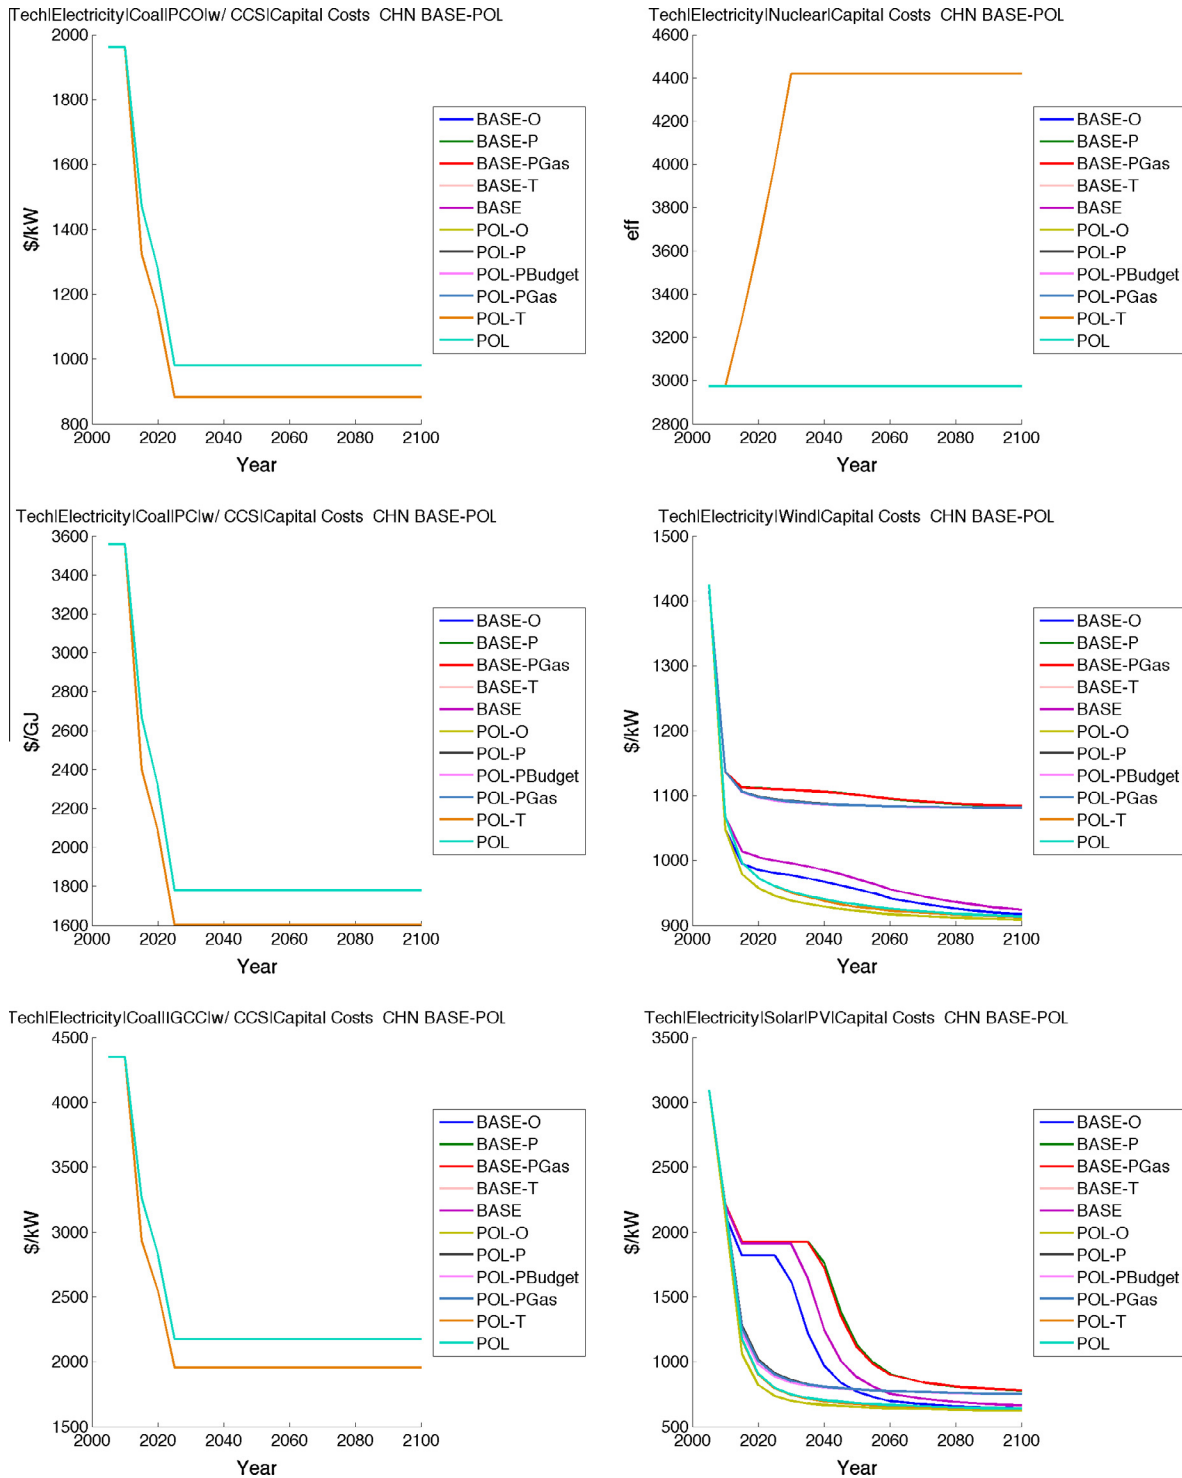 Tech|Electricity|Coal|PCO|w/ CCS|Capital Costs CHN BASE-POL
2000
1800
1600
1400
1200
1000
800
$/kW
2000 2020 2040 2060 2080 2100
Year
BASE-O
BASE-P
BASE-PGas
BASE-T
BASE
POL-O
POL-P
POL-PBudget
POL-PGas
POL-T
POL
Tech|Electricity|Nuclear|Capital Costs CHN BASE-POL
4600
4400
4200
4000
3800
3600
3400
3200
3000
2800
eff
2000 2020 2040 2060 2080 2100
Year
BASE-O
BASE-P
BASE-PGas
BASE-T
BASE
POL-O
POL-P
POL-PBudget
POL-PGas
POL-T
POL
Tech|Electricity|Coal|PC|w/ CCS|Capital Costs CHN BASE-POL
3600
3400
3200
3000
2800
2600
2400
2200
2000
1800
1600
$/GJ
2000 2020 2040 2060 2080 2100
Year
BASE-O
BASE-P
BASE-PGas
BASE-T
BASE
POL-O
POL-P
POL-PBudget
POL-PGas
POL-T
POL
Tech|Electricity|Wind|Capital Costs CHN BASE-POL
1500
1400
1300
1200
1100
1000
900
$/kW
2000 2020 2040 2060 2080 2100
Year
BASE-O
BASE-P
BASE-PGas
BASE-T
BASE
POL-O
POL-P
POL-PBudget
POL-PGas
POL-T
POL
Tech|Electricity|Coal|IGCC|w/ CCS|Capital Costs CHN BASE-POL
4500
4000
3500
3000
2500
2000
1500
$/kW
2000 2020 2040 2060 2080 2100
Year
BASE-O
BASE-P
BASE-PGas
BASE-T
BASE
POL-O
POL-P
POL-PBudget
POL-PGas
POL-T
POL
Tech|Electricity|Solar|PV|Capital Costs CHN BASE-POL
3500
3000
2500
2000
1500
1000
500
$/kW
2000 2020 2040 2060 2080 2100
Year
BASE-O
BASE-P
BASE-PGas
BASE-T
BASE
POL-O
POL-P
POL-PBudget
POL-PGas
POL-T
POL